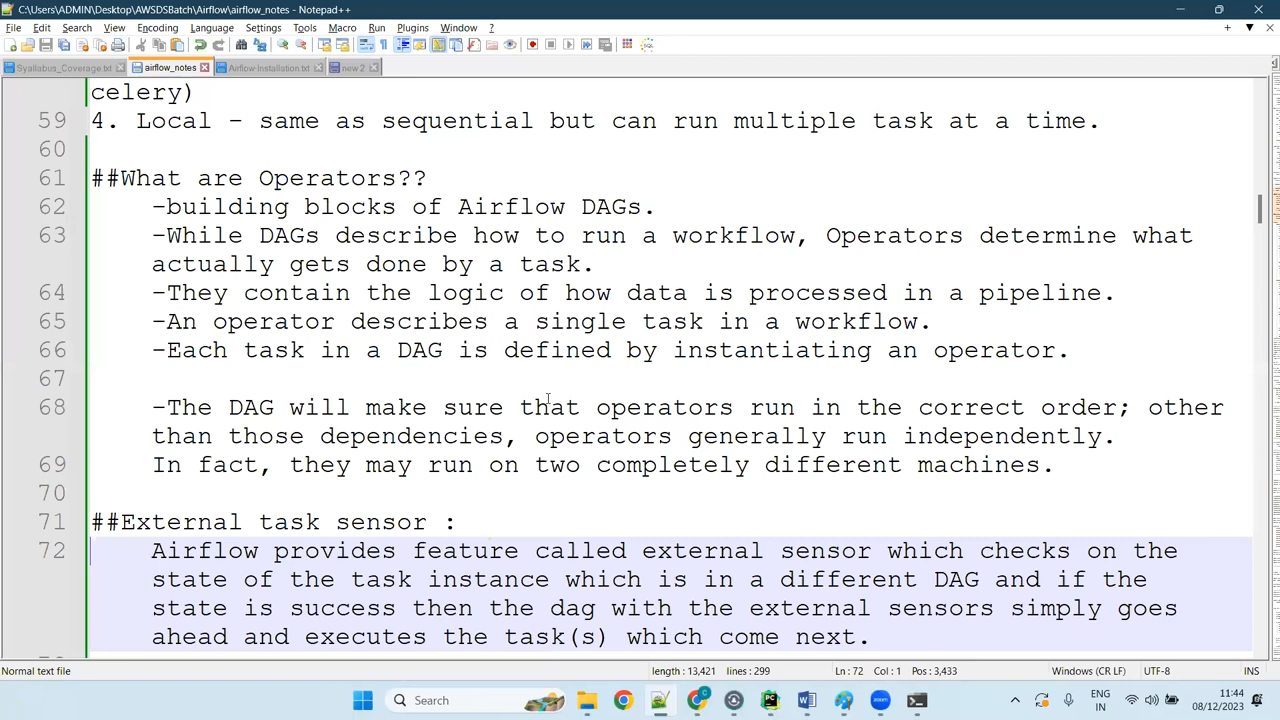 C:\Users\ADMIN\Desktop\AWSDSBatch\Airflow\airflow_notes - Notepad++
File Edit Search View Encoding Language Settings Tools Macro Run Plugins Window ?
Syallabus_Coverage.txt airflow_notes Airflow-Installation.txt new 2
celery)
59 4. Local - same as sequential but can run multiple task at a time.
60
61 ##What are Operators??
62 -building blocks of Airflow DAGs.
63 -While DAGs describe how to run a workflow, Operators determine what
actually gets done by a task.
64 -They contain the logic of how data is processed in a pipeline.
65 -An operator describes a single task in a workflow.
66 -Each task in a DAG is defined by instantiating an operator.
67
68 -The DAG will make sure that operators run in the correct order; other
than those dependencies, operators generally run independently.
69 In fact, they may run on two completely different machines.
70
71 ##External task sensor :
72 Airflow provides feature called external sensor which checks on the
state of the task instance which is in a different DAG and if the
state is success then the dag with the external sensors simply goes
ahead and executes the task(s) which come next.
Normal text file length : 13,421 lines : 299 Ln : 72 Col : 1 Pos : 3,433 Windows (CR LF) UTF-8 INS
Search ENG 11:44
IN 08/12/2023